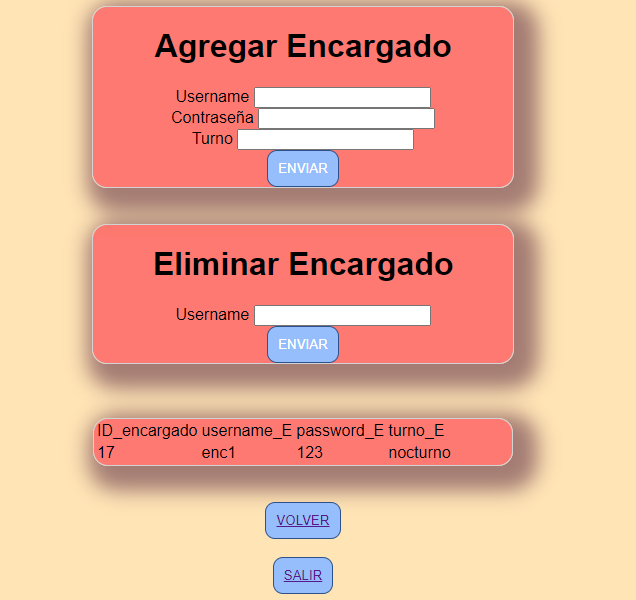 Agregar Encargado
Username
Contraseña
Turno
ENVIAR
Eliminar Encargado
Username
ENVIAR
ID_encargado username_E password_E turno_E
17 enc1 123 nocturno
VOLVER
SALIR